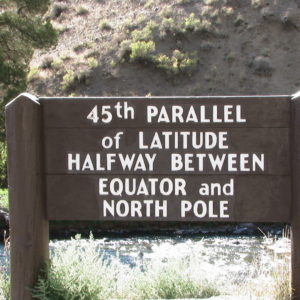 45th PARALLEL
of LATITUDE
HALFWAY BETWEEN
EQUATOR and
NORTH POLE